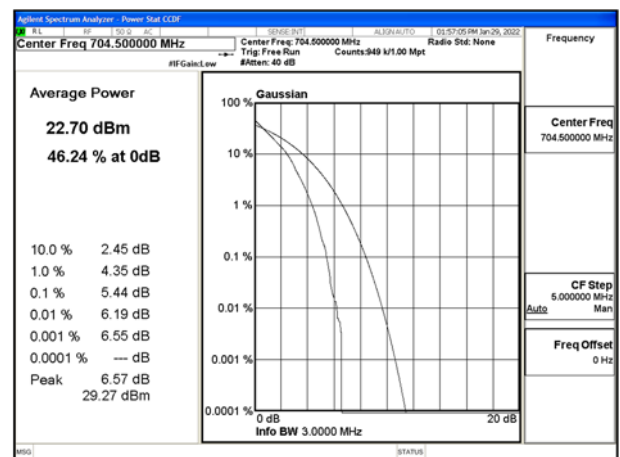 Agilent Spectrum Analyzer - Power Stat CCDF
RL RF 50 Ω AC SENSE:INT ALIGNAUTO 01:57:05 PM Jan 29, 2022
Center Freq 704.500000 MHz
Center Freq: 704.500000 MHz Radio Std: None
Trig: Free Run Counts:949 k/1.00 Mpt
#IFGain:Low #Atten: 40 dB
Frequency
Average Power
22.70 dBm
46.24 % at 0dB
10.0 % 2.45 dB
1.0 % 4.35 dB
0.1 % 5.44 dB
0.01 % 6.19 dB
0.001 % 6.55 dB
0.0001 % --- dB
Peak 6.57 dB
29.27 dBm
Gaussian
100 %
10 %
1 %
0.1 %
0.01 %
0.001 %
0.0001 %
0 dB 20 dB
Info BW 3.0000 MHz
Center Freq
704.500000 MHz
CF Step
5.000000 MHz
Auto Man
Freq Offset
0 Hz
MSG STATUS